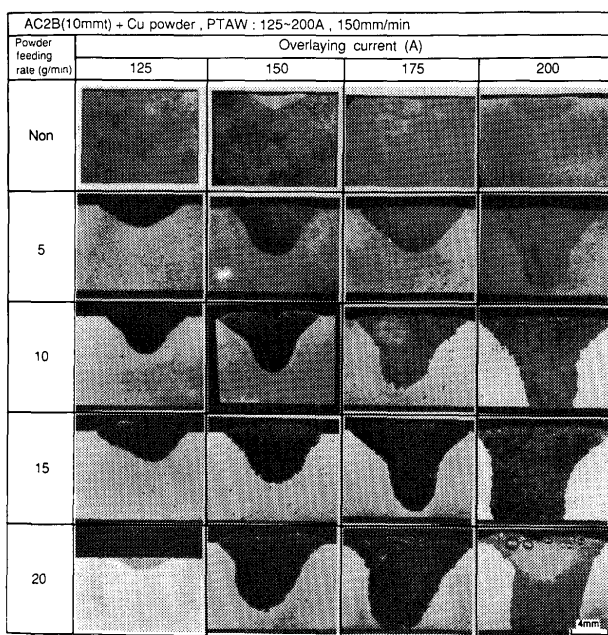 AC2B(10mmt) + Cu powder , PTAW : 125~200A , 150mm/min
Powder feeding rate (g/min)
Overlaying current (A)
125 150 175 200
Non
5
10
15
20
4mm